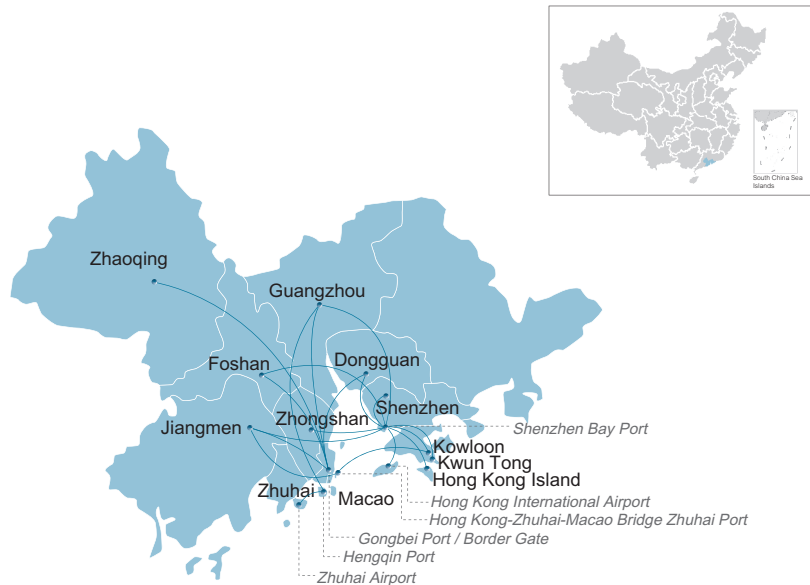 South China Sea
Islands
Zhaoqing
Guangzhou
Foshan
Dongguan
Shenzhen
Jiangmen
Zhongshan
Shenzhen Bay Port
Kowloon
Kwun Tong
Hong Kong Island
Zhuhai
Macao
Hong Kong International Airport
Hong Kong-Zhuhai-Macao Bridge Zhuhai Port
Gongbei Port / Border Gate
Hengqin Port
Zhuhai Airport